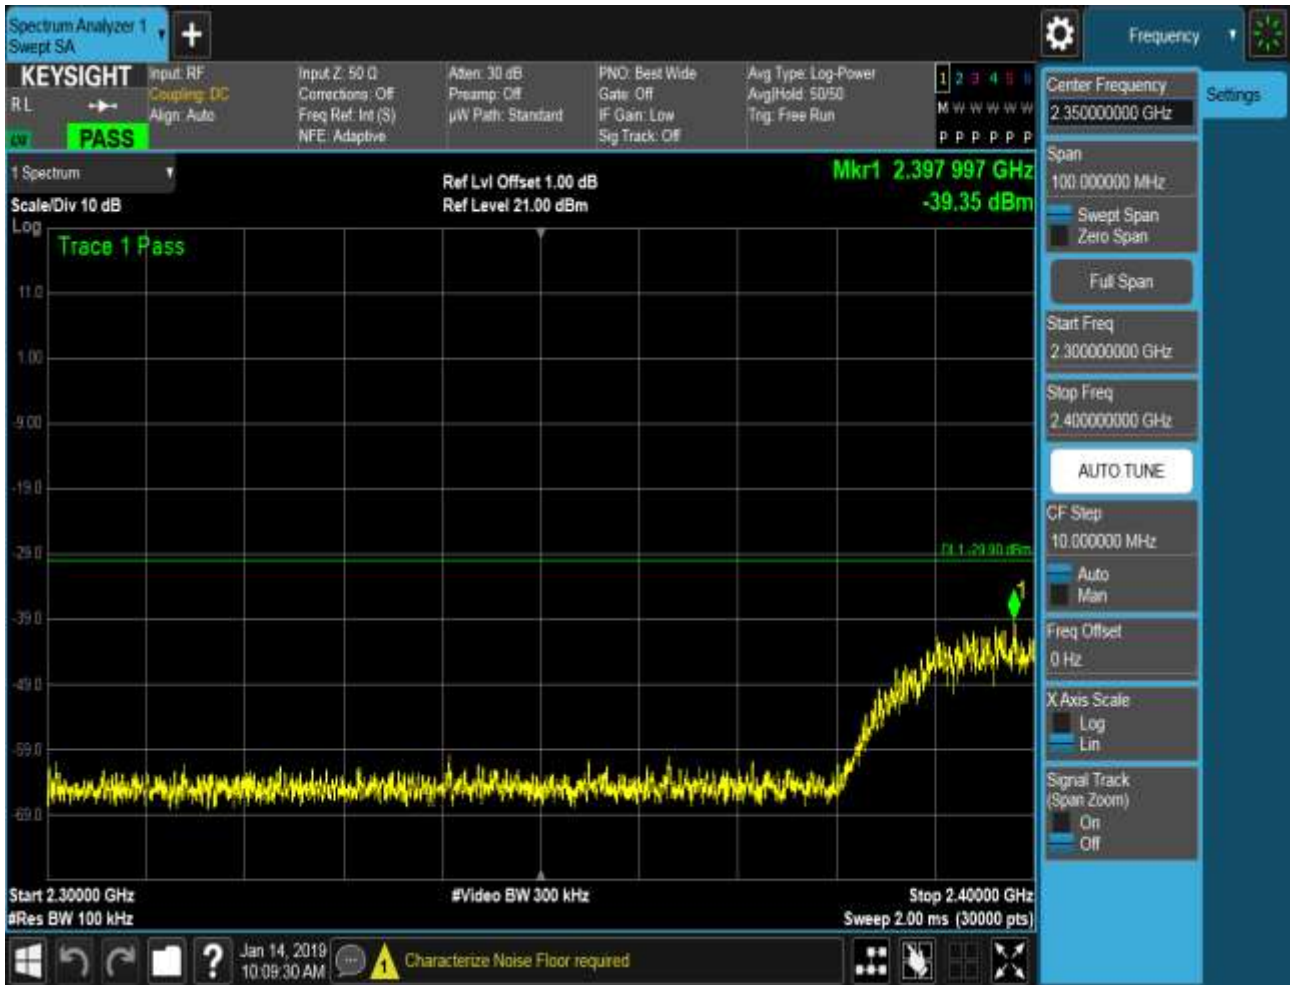 Spectrum Analyzer 1
Swept SA
Frequency
KEYSIGHT
R L
PASS
Input: RF
Coupling: DC
Align: Auto
Input Z: 50 Ω
Corrections: Off
Freq Ref: Int (S)
NFE: Adaptive
Atten: 30 dB
Preamp: Off
µW Path: Standard
PNO: Best Wide
Gate: Off
IF Gain: Low
Sig Track: Off
Avg Type: Log-Power
Avg|Hold: 50/50
Trig: Free Run
1 2 3 4 5 6
M W W W W W
P P P P P P
1 Spectrum
Scale/Div 10 dB
Ref Lvl Offset 1.00 dB
Ref Level 21.00 dBm
Mkr1 2.397 997 GHz
-39.35 dBm
Log
Trace 1 Pass
11.0
1.00
-9.00
-19.0
-29.0
DL1 -29.90 dBm
1
-39.0
-49.0
-59.0
-69.0
Start 2.30000 GHz
#Res BW 100 kHz
#Video BW 300 kHz
Stop 2.40000 GHz
Sweep 2.00 ms (30000 pts)
Center Frequency
2.350000000 GHz
Settings
Span
100.000000 MHz
Swept Span
Zero Span
Full Span
Start Freq
2.300000000 GHz
Stop Freq
2.400000000 GHz
AUTO TUNE
CF Step
10.000000 MHz
Auto
Man
Freq Offset
0 Hz
X Axis Scale
Log
Lin
Signal Track
(Span Zoom)
On
Off
?
Jan 14, 2019
10:09:30 AM
1
Characterize Noise Floor required